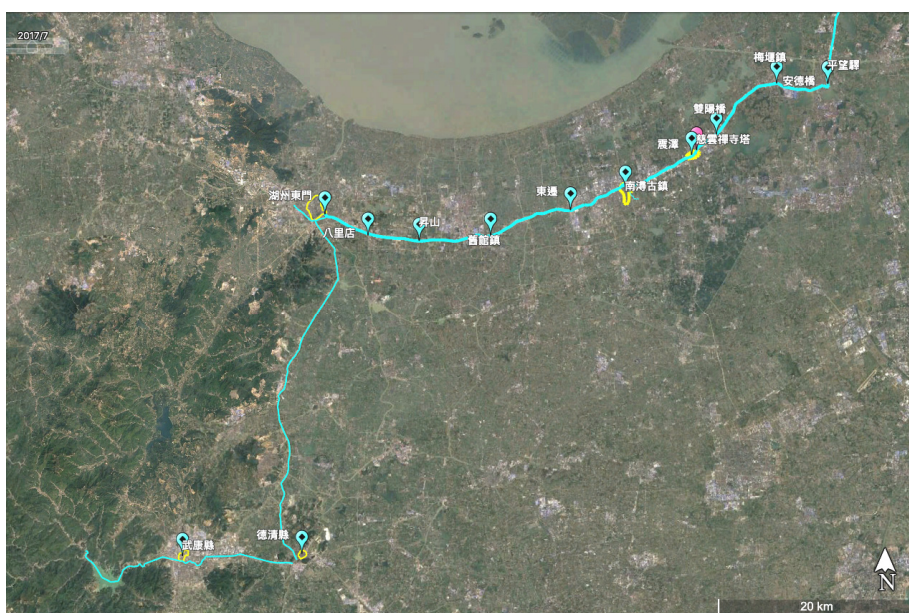 2017/7
梅堰鎮
平望驛
安德橋
雙陽橋
慈雲禪寺塔
震澤
南潯古鎮
東遷
湖州東門
昇山
八里店
舊館鎮
德清縣
武康縣
N
20 km